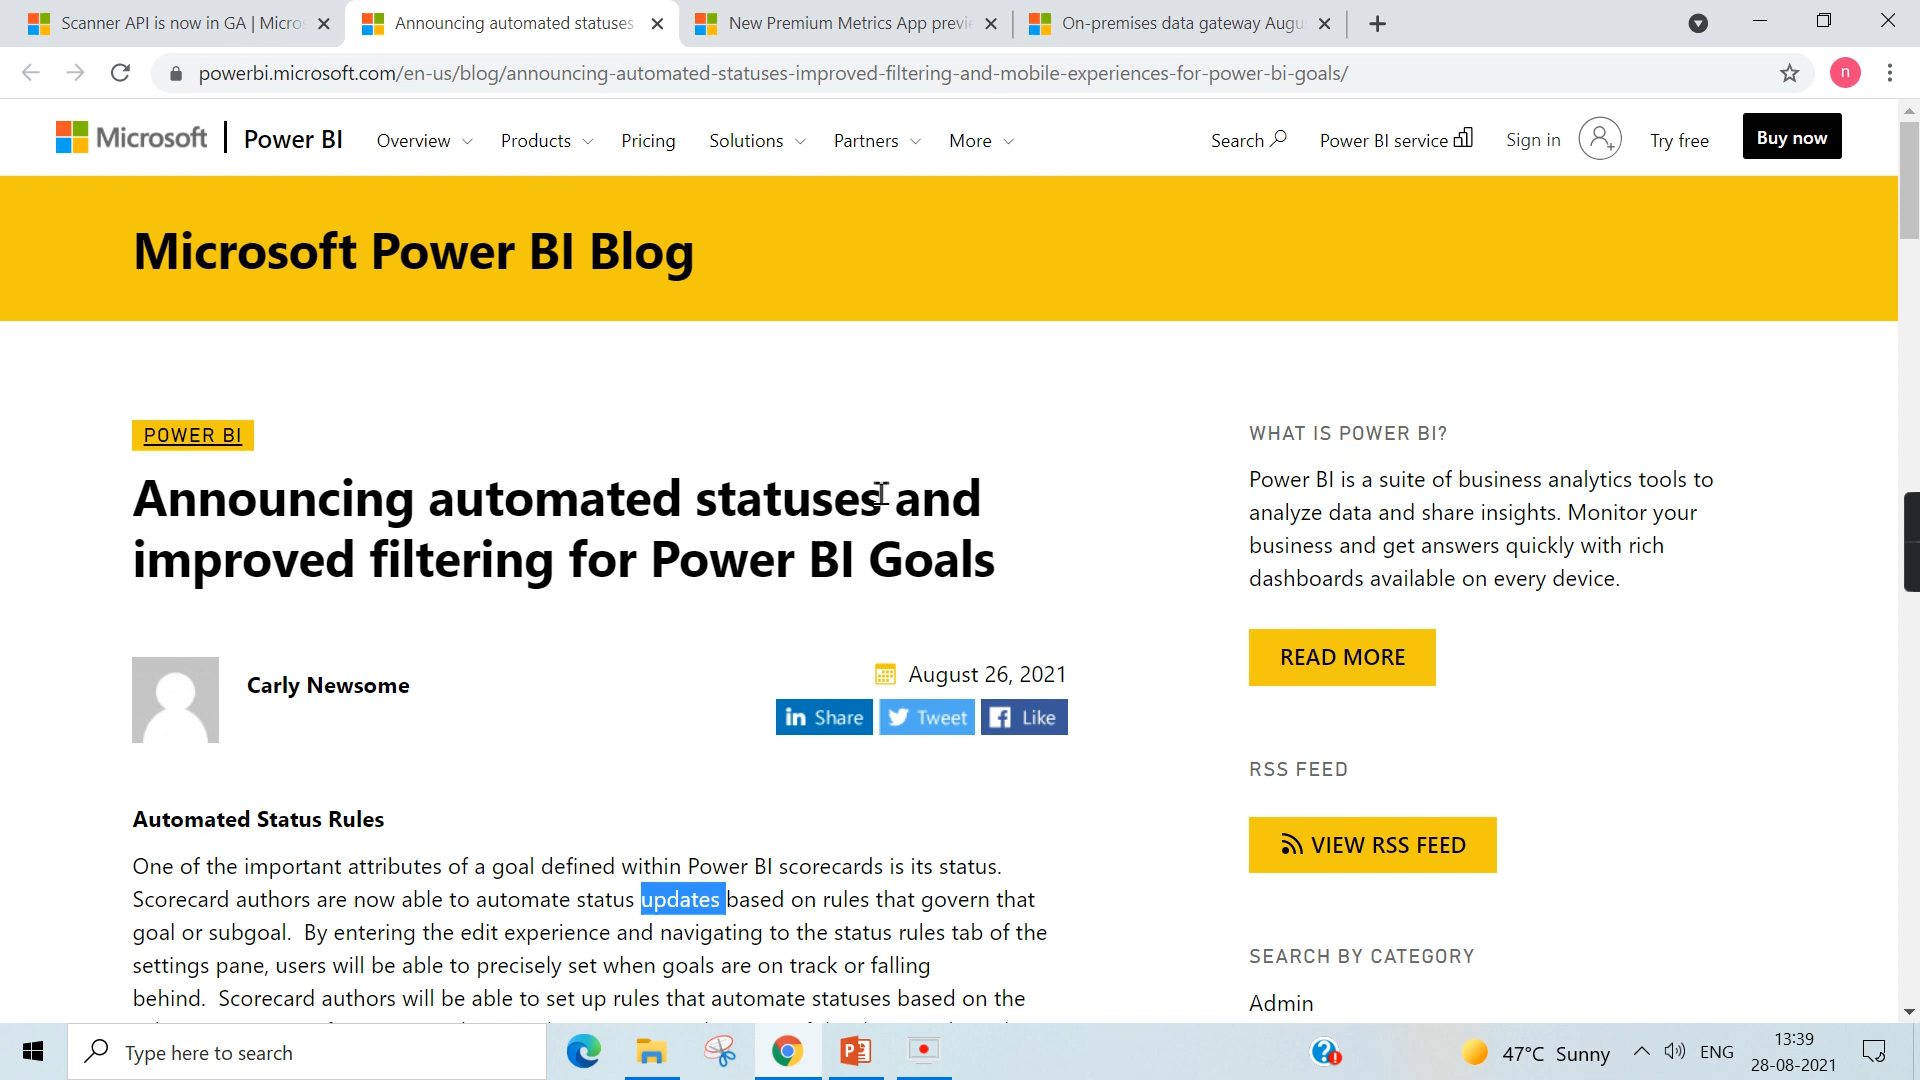 Scanner API is now in GA | Micros
Announcing automated statuses
New Premium Metrics App previe
On-premises data gateway Augu
powerbi.microsoft.com/en-us/blog/announcing-automated-statuses-improved-filtering-and-mobile-experiences-for-power-bi-goals/
n
Microsoft
Power BI
Overview
Products
Pricing
Solutions
Partners
More
Search
Power BI service
Sign in
Try free
Buy now
Microsoft Power BI Blog
POWER BI
Announcing automated statuses and
improved filtering for Power BI Goals
Carly Newsome
August 26, 2021
in Share
Tweet
Like
Automated Status Rules
One of the important attributes of a goal defined within Power BI scorecards is its status.
Scorecard authors are now able to automate status updates based on rules that govern that
goal or subgoal. By entering the edit experience and navigating to the status rules tab of the
settings pane, users will be able to precisely set when goals are on track or falling
behind. Scorecard authors will be able to set up rules that automate statuses based on the
WHAT IS POWER BI?
Power BI is a suite of business analytics tools to
analyze data and share insights. Monitor your
business and get answers quickly with rich
dashboards available on every device.
READ MORE
RSS FEED
VIEW RSS FEED
SEARCH BY CATEGORY
Admin
Type here to search
47°C Sunny
ENG
13:39
28-08-2021